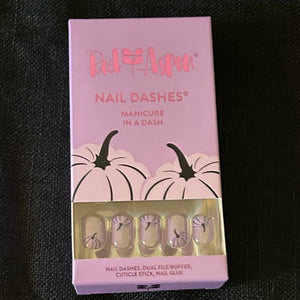 Red Aspen®
NAIL DASHES®
MANICURE
IN A DASH
NAIL DASHES, DUAL FILE/BUFFER,
CUTICLE STICK, NAIL GLUE